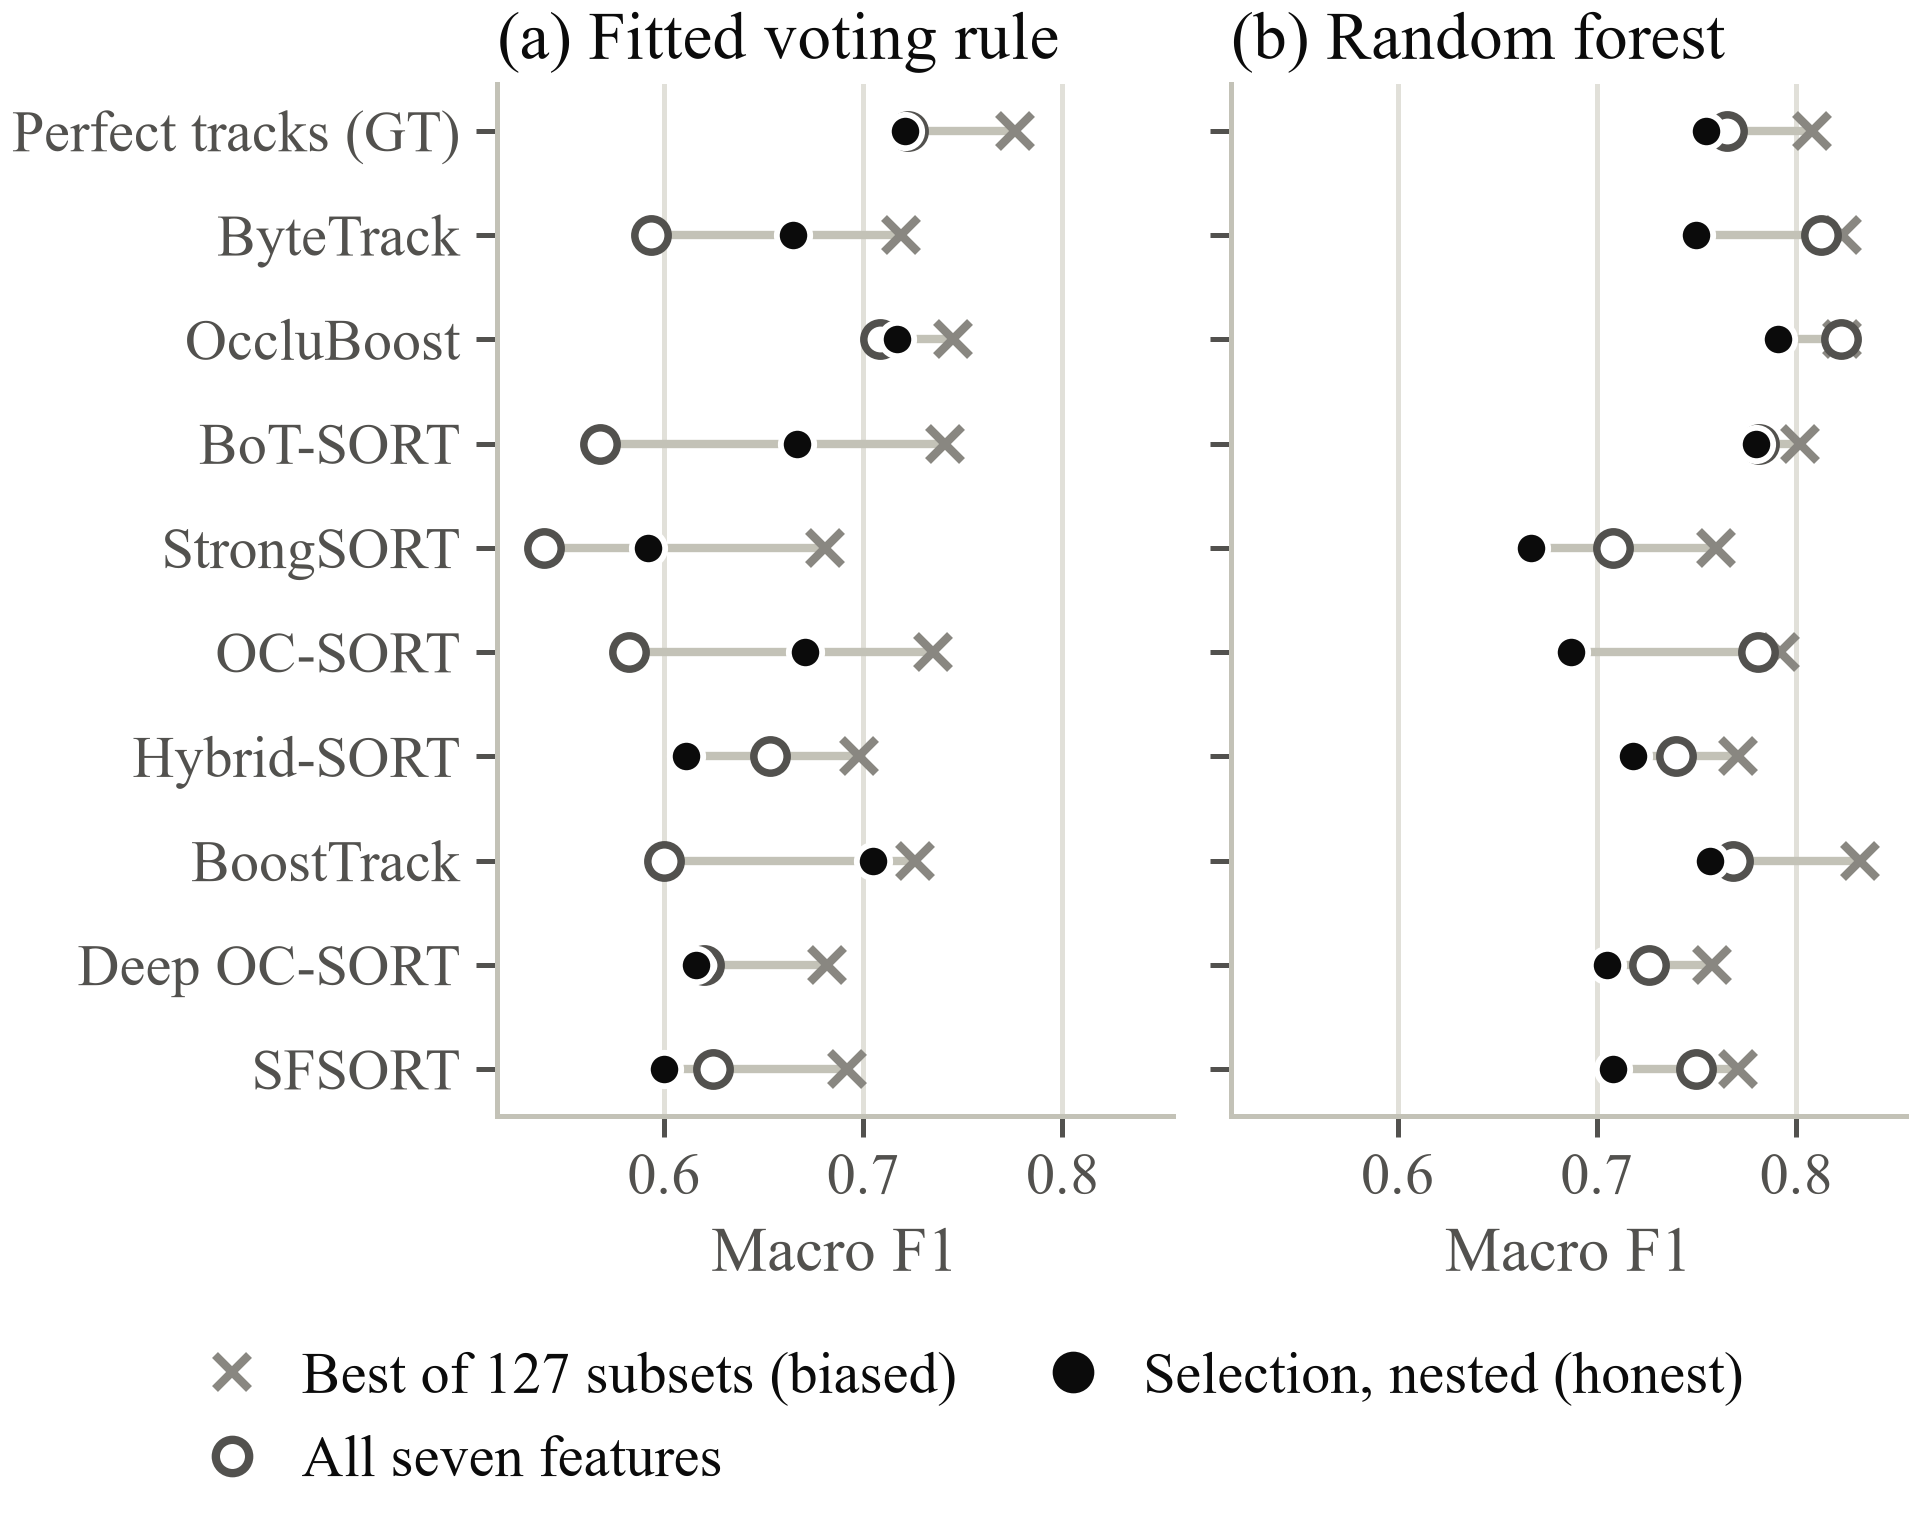 (a) Fitted voting rule
(b) Random forest
Perfect tracks (GT)
ByteTrack
OccluBoost
BoT-SORT
StrongSORT
OC-SORT
Hybrid-SORT
BoostTrack
Deep OC-SORT
SFSORT
0.6 0.7 0.8
0.6 0.7 0.8
Macro F1
Macro F1
Best of 127 subsets (biased)
Selection, nested (honest)
All seven features